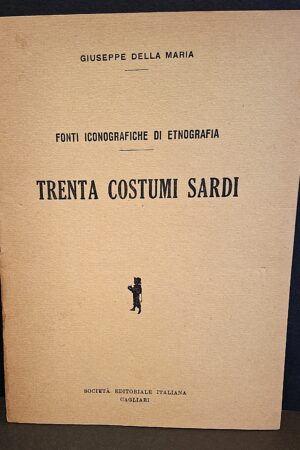 GIUSEPPE DELLA MARIA
FONTI ICONOGRAFICHE DI ETNOGRAFIA
TRENTA COSTUMI SARDI
SOCIETÀ EDITORIALE ITALIANA
CAGLIARI